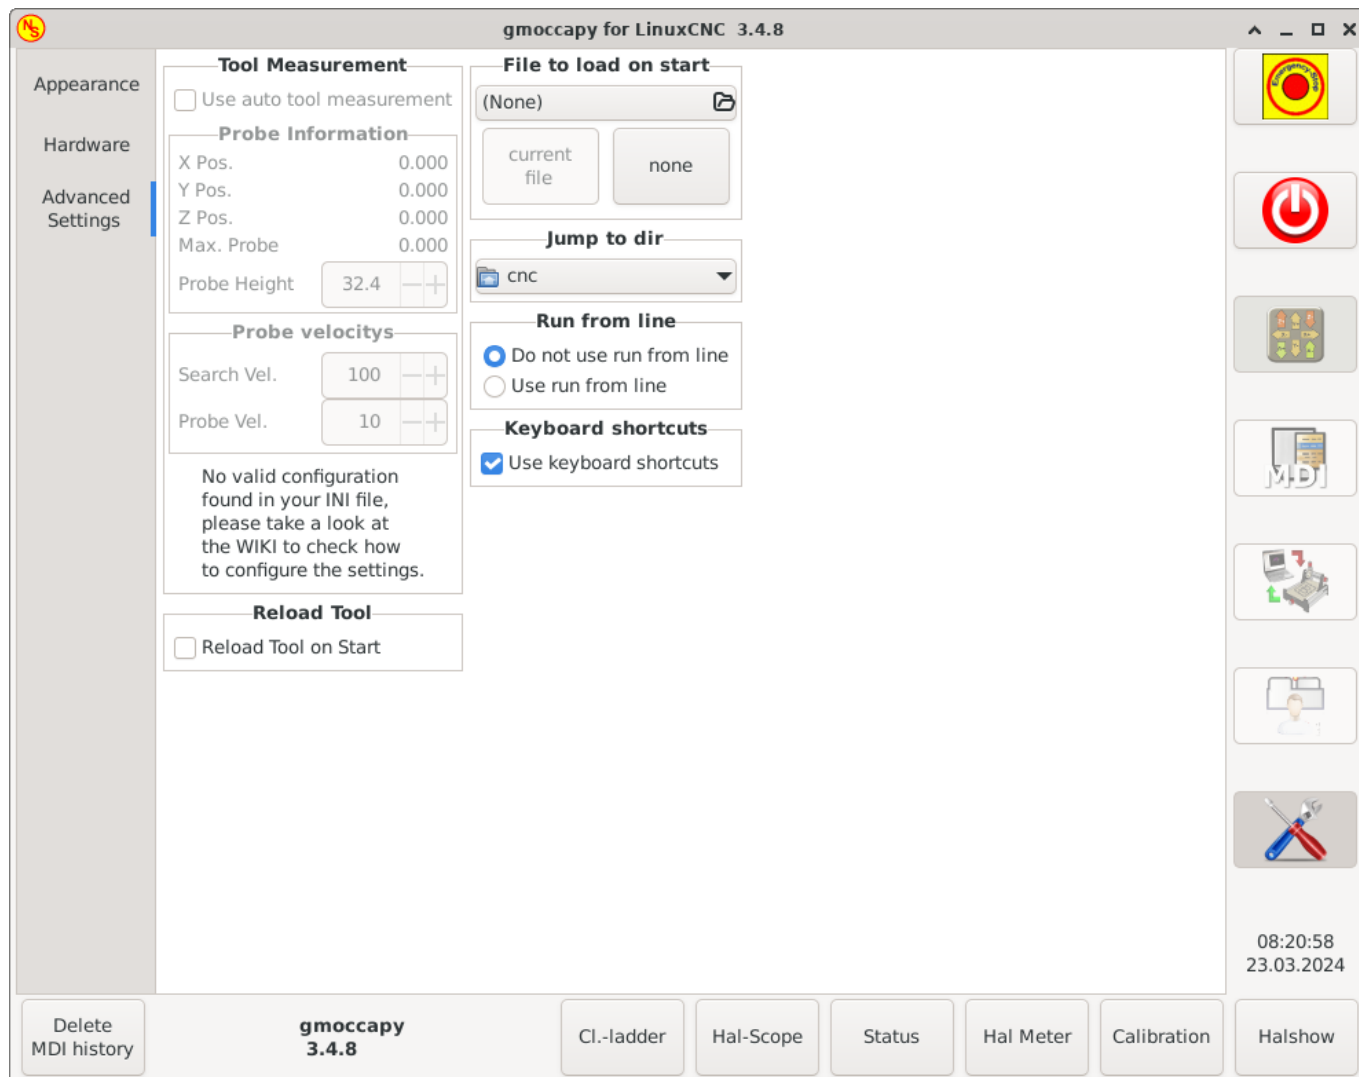 NS
gmoccapy for LinuxCNC 3.4.8
Appearance
Hardware
Advanced
Settings
Tool Measurement
Use auto tool measurement
Probe Information
X Pos. 0.000
Y Pos. 0.000
Z Pos. 0.000
Max. Probe 0.000
Probe Height 32.4
Probe velocitys
Search Vel. 100
Probe Vel. 10
No valid configuration
found in your INI file,
please take a look at
the WIKI to check how
to configure the settings.
Reload Tool
Reload Tool on Start
File to load on start
(None)
current
file
none
Jump to dir
cnc
Run from line
Do not use run from line
Use run from line
Keyboard shortcuts
Use keyboard shortcuts
Emergency-Stop
MDI
08:20:58
23.03.2024
Delete
MDI history
gmoccapy
3.4.8
Cl.-ladder
Hal-Scope
Status
Hal Meter
Calibration
Halshow